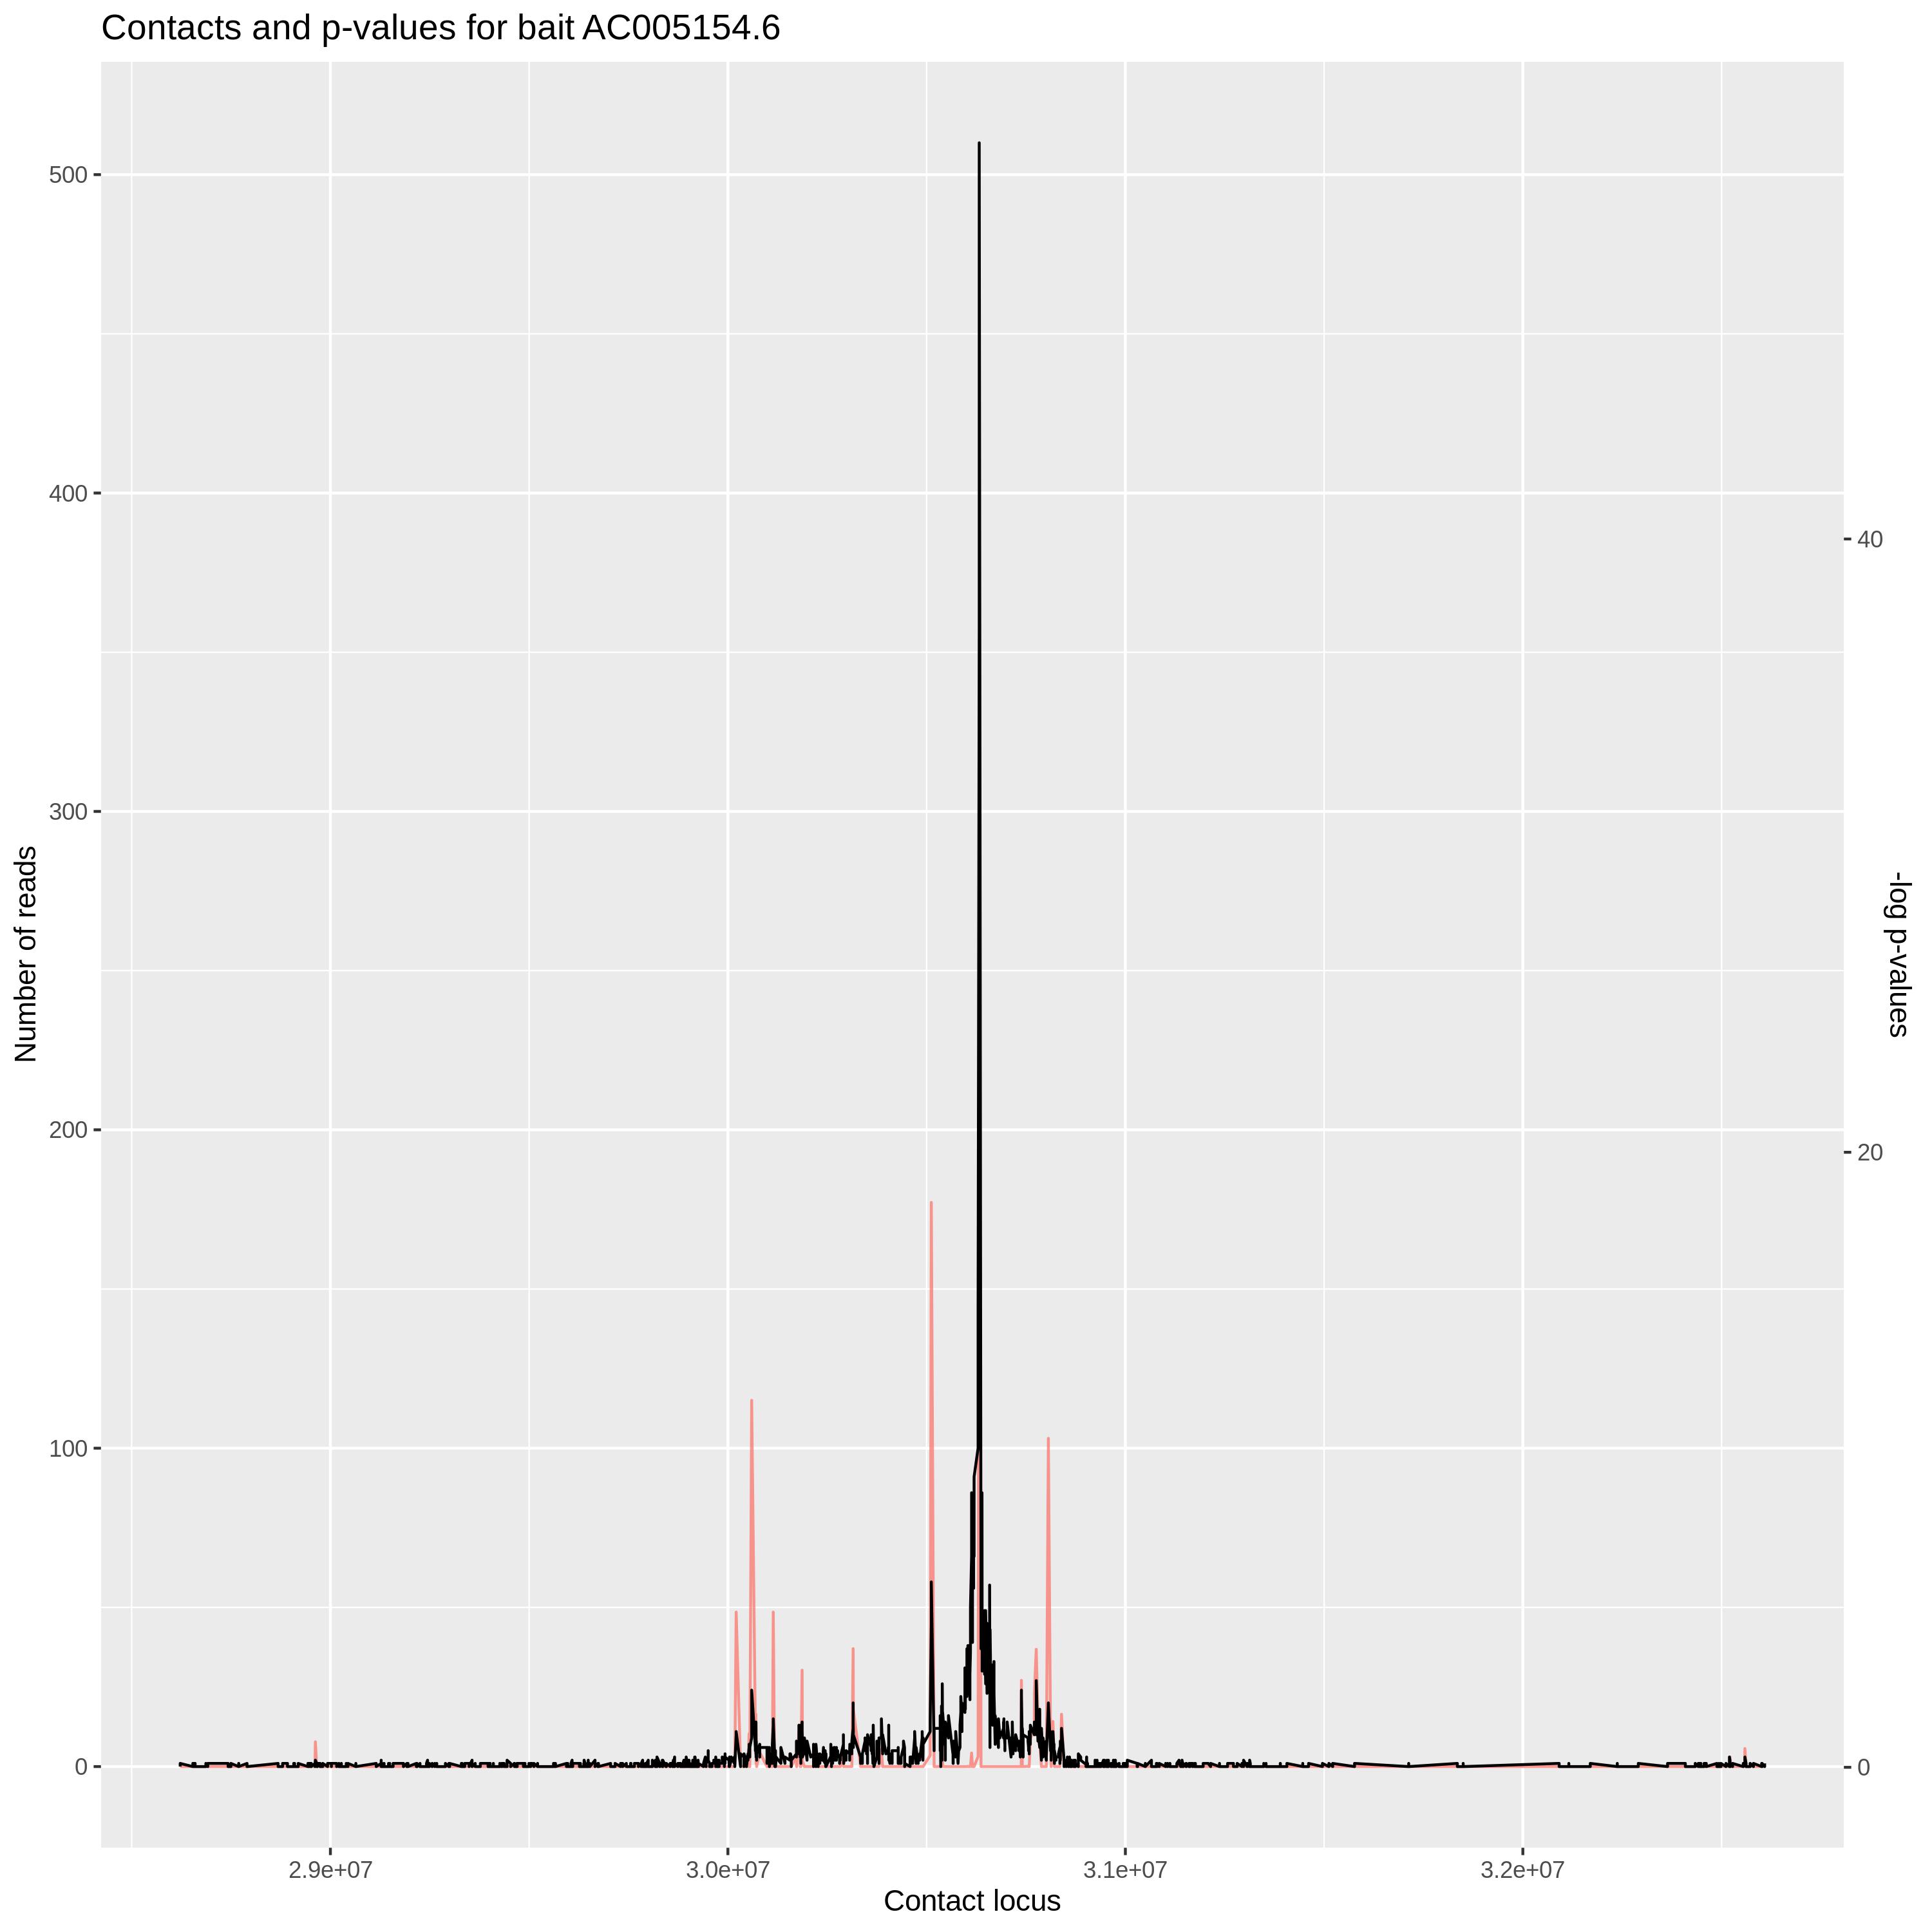 Contacts and p-values for bait AC005154.6
500
400
300
200
100
0
40
20
0
Number of reads
-log p-values
2.9e+07
3.0e+07
3.1e+07
3.2e+07
Contact locus